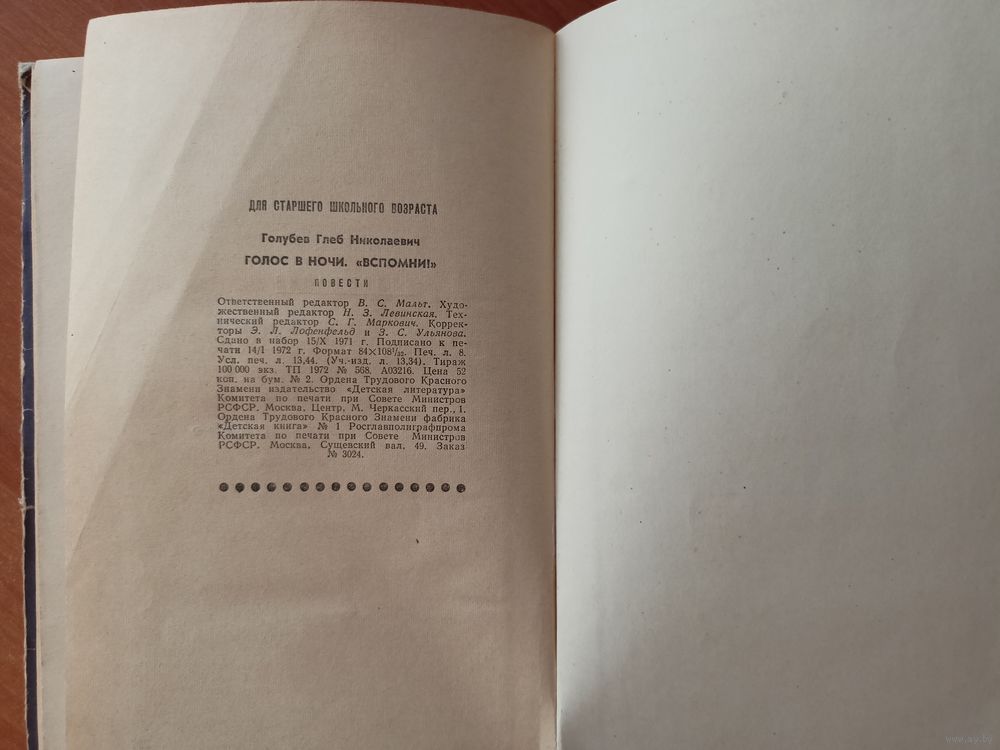 ДЛЯ СТАРШЕГО ШКОЛЬНОГО ВОЗРАСТА
Голубев Глеб Николаевич
ГОЛОС В НОЧИ. «ВСПОМНИ!»
ПОВЕСТИ
Ответственный редактор В. С. Мальт. Худо-
жественный редактор Н. З. Левинская. Тех-
нический редактор С. Г. Маркович. Коррек-
торы Э. Л. Лофенфельд и З. С. Ульянова.
Сдано в набор 15/X 1971 г. Подписано к пе-
чати 14/I 1972 г. Формат 84×108¹/₃₂. Печ. л. 8.
Усл. печ. л. 13,44. (Уч.-изд. л. 13,34). Тираж
100 000 экз. ТП 1972 № 568. А03216. Цена 52
коп. на бум. № 2. Ордена Трудового Красного
Знамени издательство «Детская литература»
Комитета по печати при Совете Министров
РСФСР. Москва, Центр, М. Черкасский пер., 1.
Ордена Трудового Красного Знамени фабрика
«Детская книга» № 1 Росглавполиграфпрома
Комитета по печати при Совете Министров
РСФСР. Москва, Сущевский вал, 49. Заказ
№ 3024.
www.ay.by